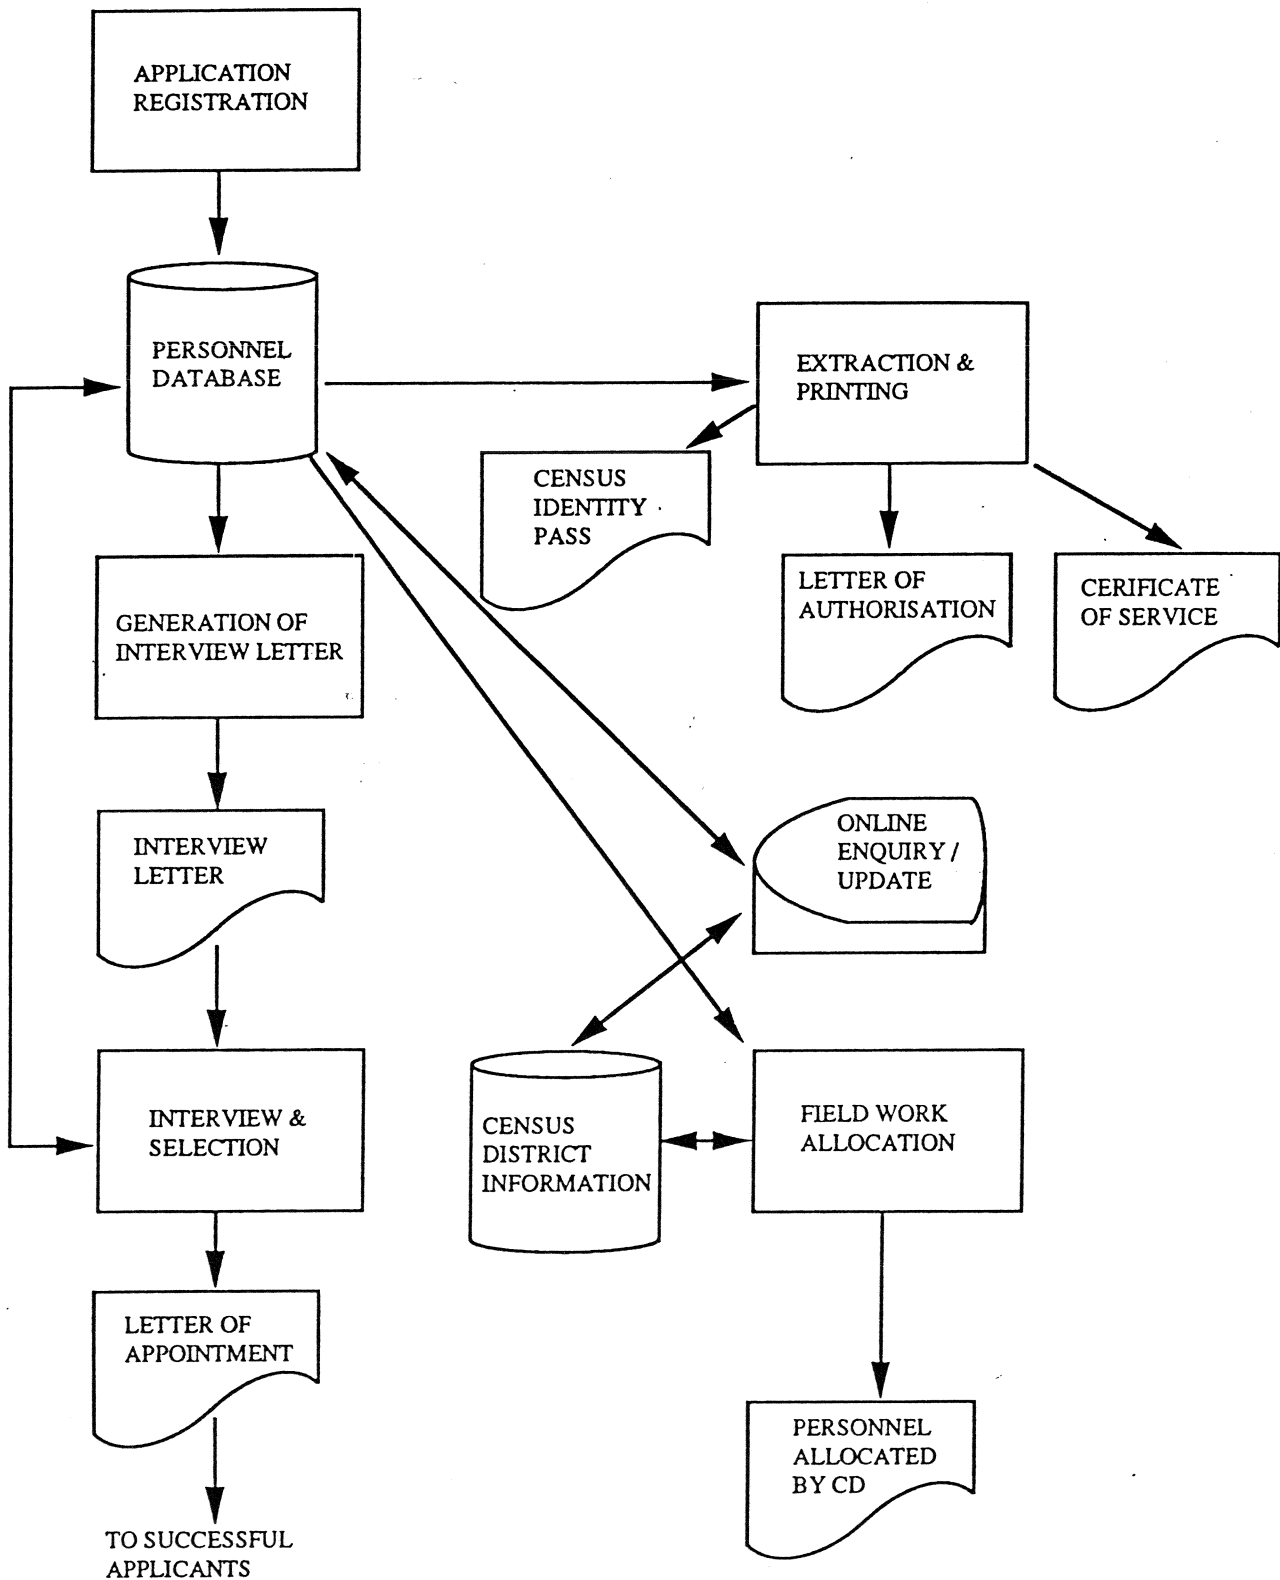 APPLICATION
REGISTRATION
PERSONNEL
DATABASE
EXTRACTION &
PRINTING
CENSUS
IDENTITY
PASS
LETTER OF
AUTHORISATION
CERIFICATE
OF SERVICE
GENERATION OF
INTERVIEW LETTER
INTERVIEW
LETTER
ONLINE
ENQUIRY /
UPDATE
INTERVIEW &
SELECTION
CENSUS
DISTRICT
INFORMATION
FIELD WORK
ALLOCATION
LETTER OF
APPOINTMENT
PERSONNEL
ALLOCATED
BY CD
TO SUCCESSFUL
APPLICANTS